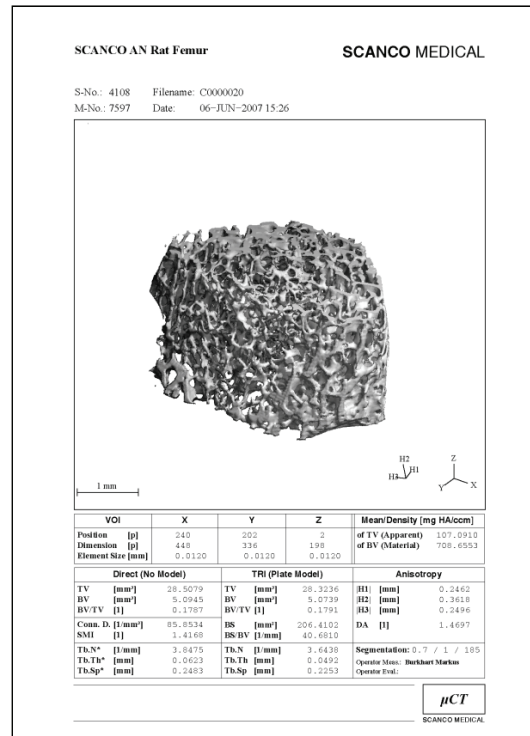 SCANCO AN Rat Femur
SCANCO MEDICAL
S-No.: 4108 Filename: C0000020
M-No.: 7597 Date: 06-JUN-2007 15:26
H2
H3 H1
Z
Y X
1 mm
VOI X Y Z Mean/Density [mg HA/ccm]
Position [p] 240 202 2 of TV (Apparent) 107.0910
Dimension [p] 448 336 198 of BV (Material) 708.6553
Element Size [mm] 0.0120 0.0120 0.0120
Direct (No Model) TRI (Plate Model) Anisotropy
TV [mm³] 28.5079 TV [mm³] 28.3236 |H1| [mm] 0.2462
BV [mm³] 5.0945 BV [mm³] 5.0739 |H2| [mm] 0.3618
BV/TV [1] 0.1787 BV/TV [1] 0.1791 |H3| [mm] 0.2496
Conn. D. [1/mm³] 85.8534 BS [mm²] 206.4102 DA [1] 1.4697
SMI [1] 1.4168 BS/BV [1/mm] 40.6810
Tb.N* [1/mm] 3.8475 Tb.N [1/mm] 3.6438 Segmentation: 0.7 / 1 / 185
Tb.Th* [mm] 0.0623 Tb.Th [mm] 0.0492 Operator Meas.: Burkhart Markus
Tb.Sp* [mm] 0.2483 Tb.Sp [mm] 0.2253 Operator Eval.:
µCT
SCANCO MEDICAL